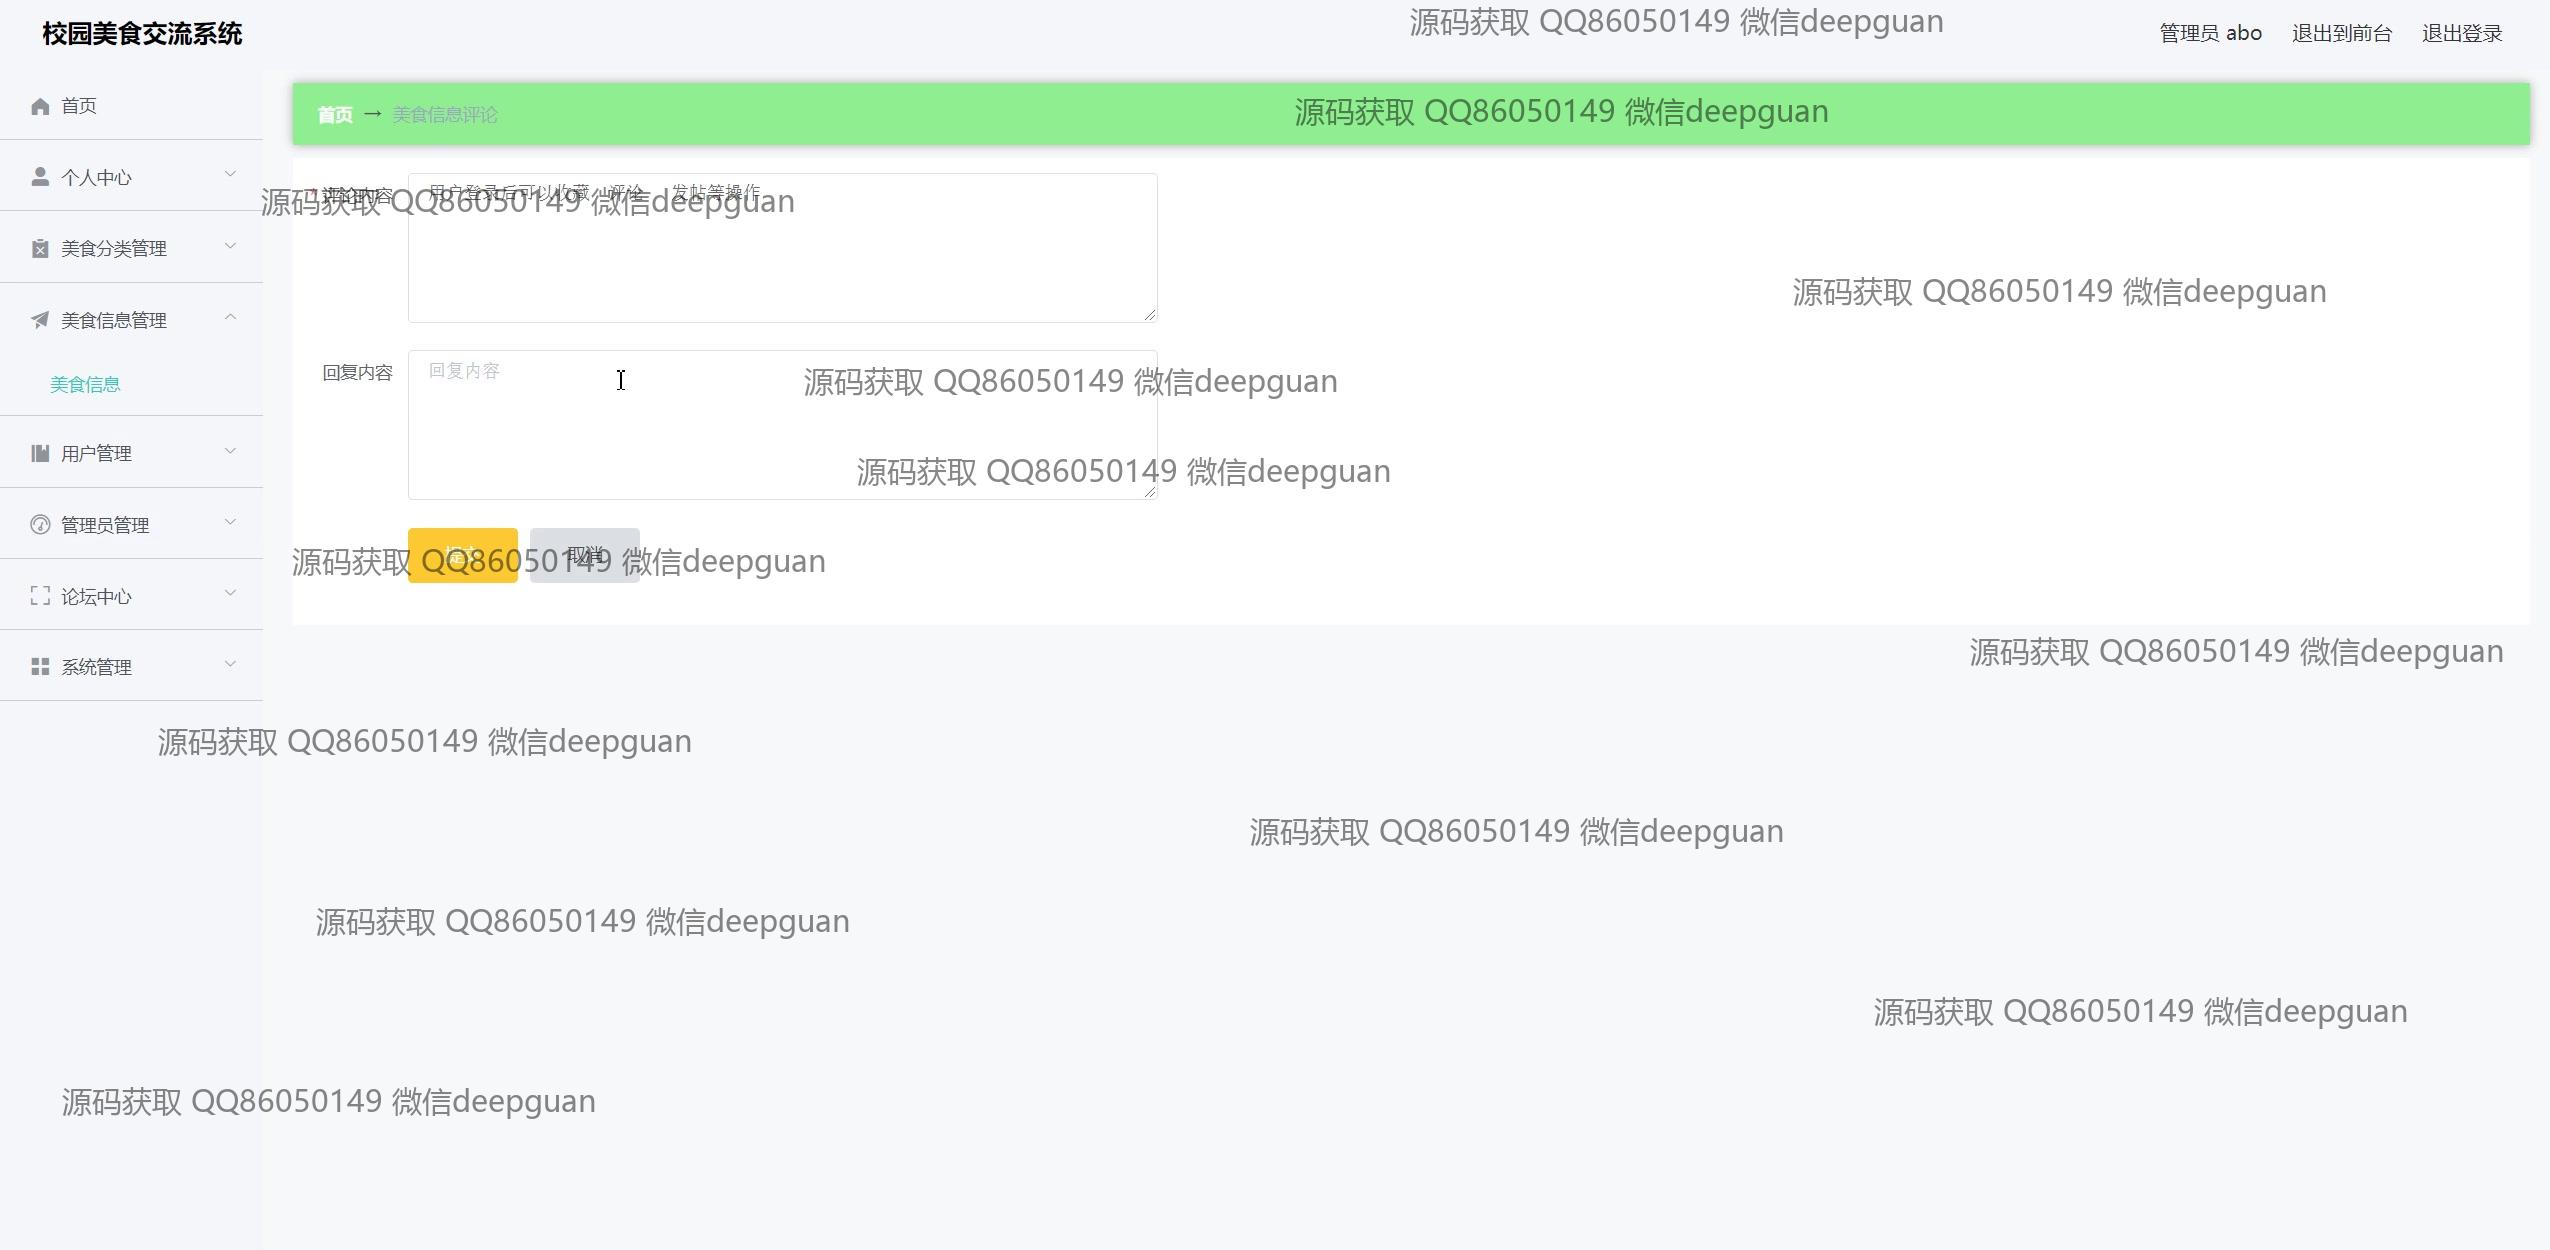 校园美食交流系统
源码获取 QQ86050149 微信deepguan
管理员 abo
退出到前台
退出登录
首页
首页 → 美食信息评论
源码获取 QQ86050149 微信deepguan
个人中心
* 评论内容
用户登录后可以收藏 评论 发帖等操作
源码获取 QQ86050149 微信deepguan
美食分类管理
源码获取 QQ86050149 微信deepguan
美食信息管理
回复内容
回复内容
源码获取 QQ86050149 微信deepguan
美食信息
用户管理
源码获取 QQ86050149 微信deepguan
管理员管理
提交
取消
源码获取 QQ86050149 微信deepguan
论坛中心
系统管理
源码获取 QQ86050149 微信deepguan
源码获取 QQ86050149 微信deepguan
源码获取 QQ86050149 微信deepguan
源码获取 QQ86050149 微信deepguan
源码获取 QQ86050149 微信deepguan
源码获取 QQ86050149 微信deepguan